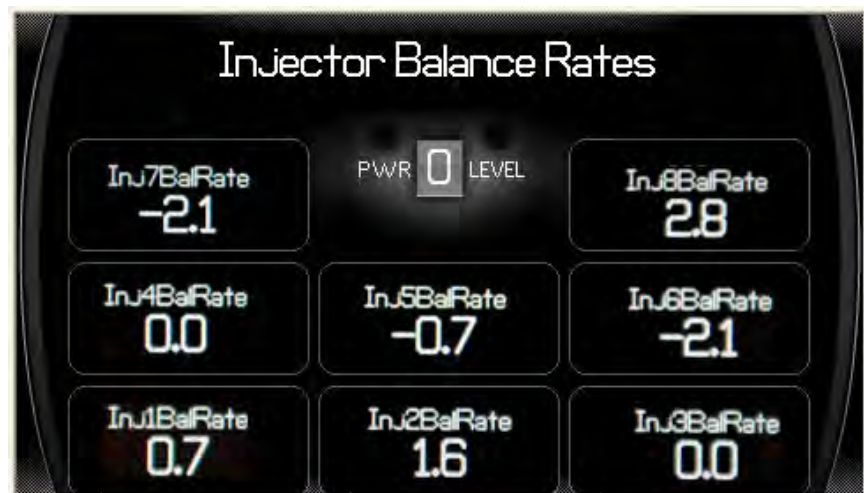 Injector Balance Rates
PWR 0 LEVEL
Inj7BalRate
-2.1
Inj8BalRate
2.8
Inj4BalRate
0.0
Inj5BalRate
-0.7
Inj6BalRate
-2.1
Inj1BalRate
0.7
Inj2BalRate
1.6
Inj3BalRate
0.0